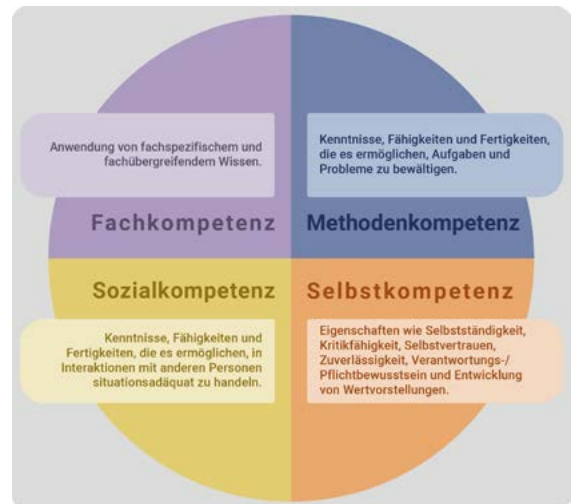 Anwendung von fachspezifischem und
fachübergreifendem Wissen.
Fachkompetenz
Kenntnisse, Fähigkeiten und Fertigkeiten,
die es ermöglichen, Aufgaben und
Probleme zu bewältigen.
Methodenkompetenz
Sozialkompetenz
Kenntnisse, Fähigkeiten und
Fertigkeiten, die es ermöglichen, in
Interaktionen mit anderen Personen
situationsadäquat zu handeln.
Selbstkompetenz
Eigenschaften wie Selbstständigkeit,
Kritikfähigkeit, Selbstvertrauen,
Zuverlässigkeit, Verantwortungs-/
Pflichtbewusstsein und Entwicklung
von Wertvorstellungen.